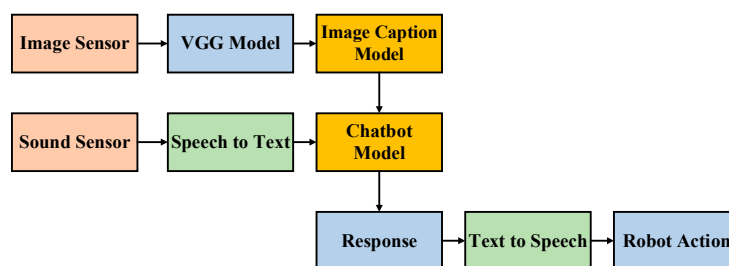 Image Sensor
VGG Model
Image Caption
Model
Sound Sensor
Speech to Text
Chatbot
Model
Response
Text to Speech
Robot Action